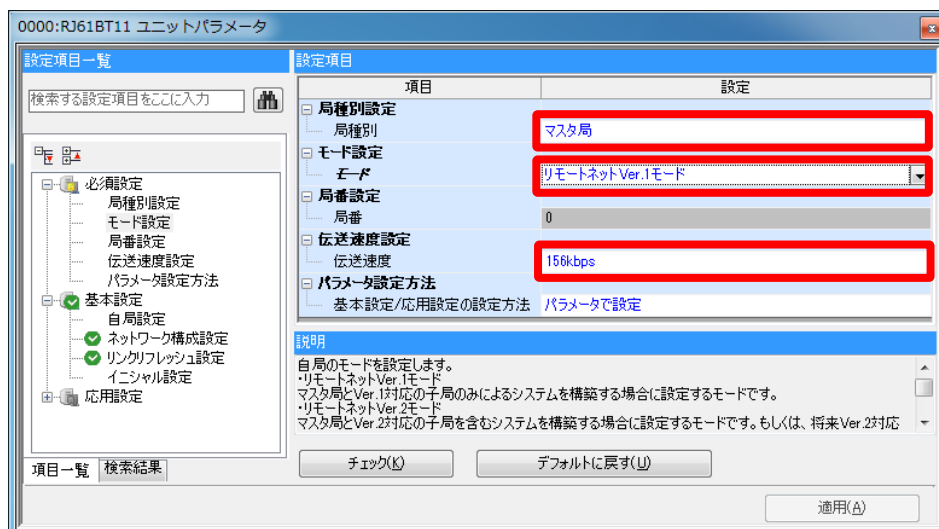 0000:RJ61BT11 ユニットパラメータ
設定項目一覧
検索する設定項目をここに入力
必須設定
局種別設定
モード設定
局番設定
伝送速度設定
パラメータ設定方法
基本設定
自局設定
ネットワーク構成設定
リンクリフレッシュ設定
イニシャル設定
応用設定
項目一覧 検索結果
設定項目
項目 設定
局種別設定
局種別 マスタ局
モード設定
モード リモートネットVer.1モード
局番設定
局番 0
伝送速度設定
伝送速度 156kbps
パラメータ設定方法
基本設定/応用設定の設定方法 パラメータで設定
説明
自局のモードを設定します。
・リモートネットVer.1モード
マスタ局とVer.1対応の子局のみによるシステムを構築する場合に設定するモードです。
・リモートネットVer.2モード
マスタ局とVer.2対応の子局を含むシステムを構築する場合に設定するモードです。もしくは、将来Ver.2対応
チェック(K) デフォルトに戻す(U)
適用(A)